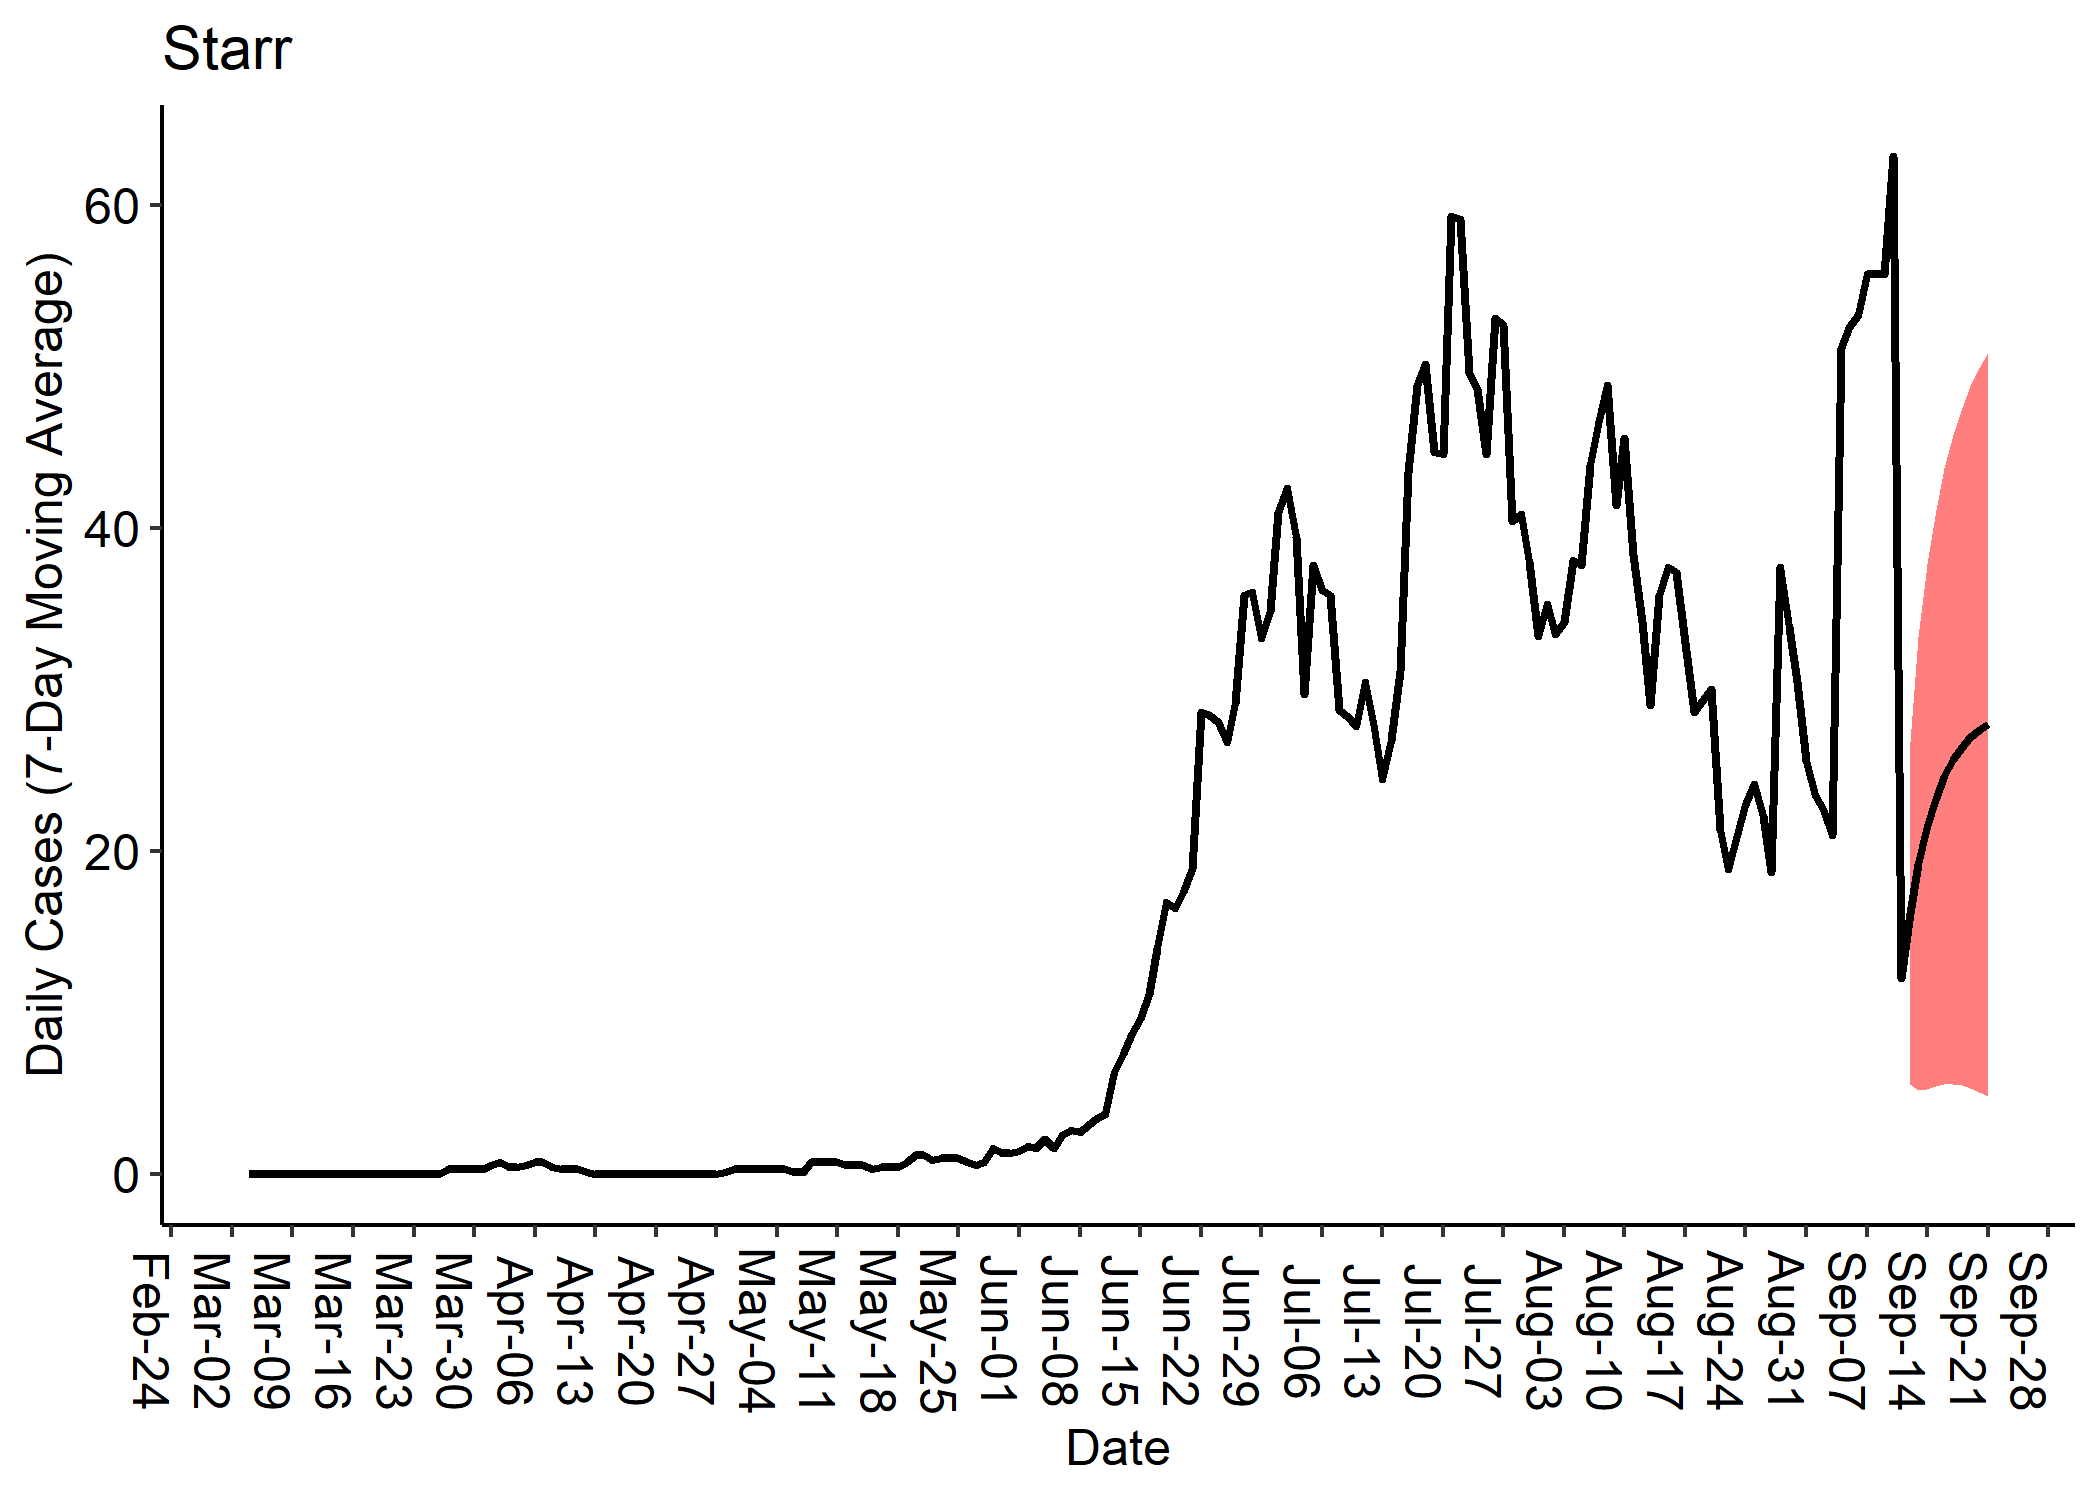 Starr
Daily Cases (7-Day Moving Average)
60
40
20
0
Feb-24
Mar-02
Mar-09
Mar-16
Mar-23
Mar-30
Apr-06
Apr-13
Apr-20
Apr-27
May-04
May-11
May-18
May-25
Jun-01
Jun-08
Jun-15
Jun-22
Jun-29
Jul-06
Jul-13
Jul-20
Jul-27
Aug-03
Aug-10
Aug-17
Aug-24
Aug-31
Sep-07
Sep-14
Sep-21
Sep-28
Date